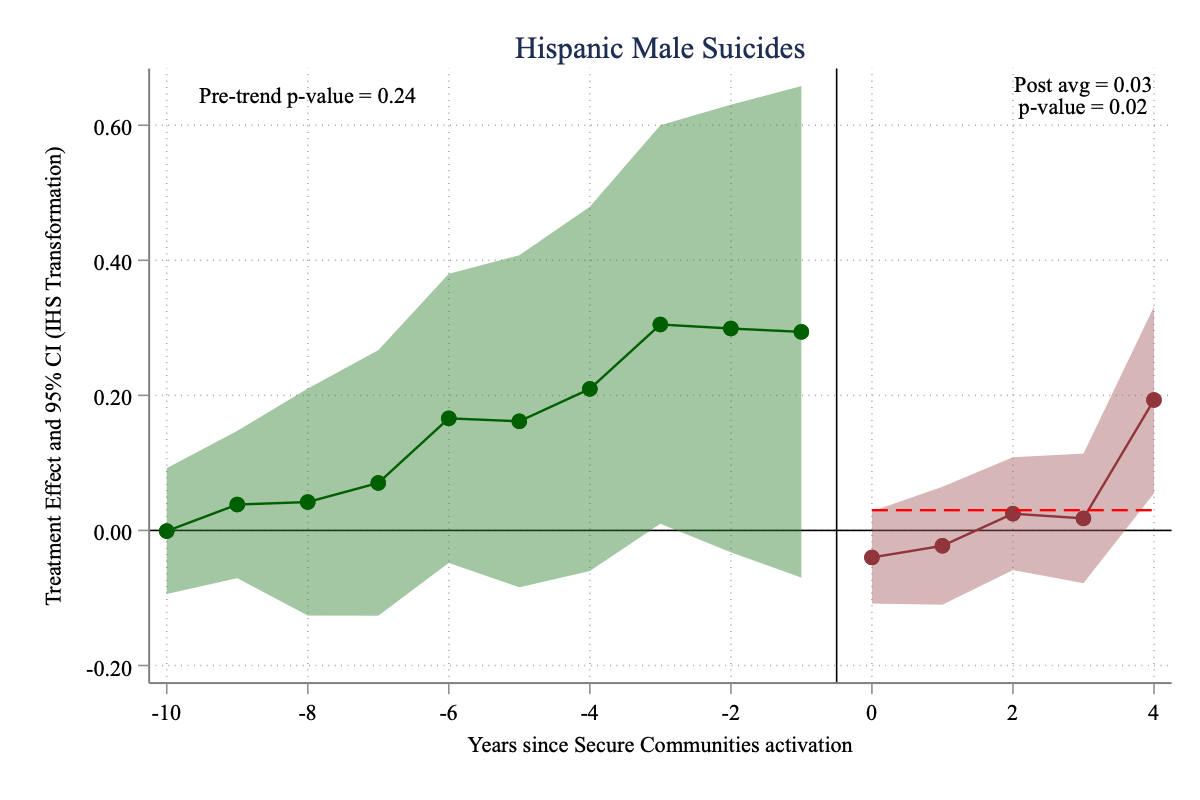 Hispanic Male Suicides
Pre-trend p-value = 0.24
Post avg = 0.03
p-value = 0.02
Treatment Effect and 95% CI (IHS Transformation)
0.60
0.40
0.20
0.00
-0.20
-10
-8
-6
-4
-2
0
2
4
Years since Secure Communities activation